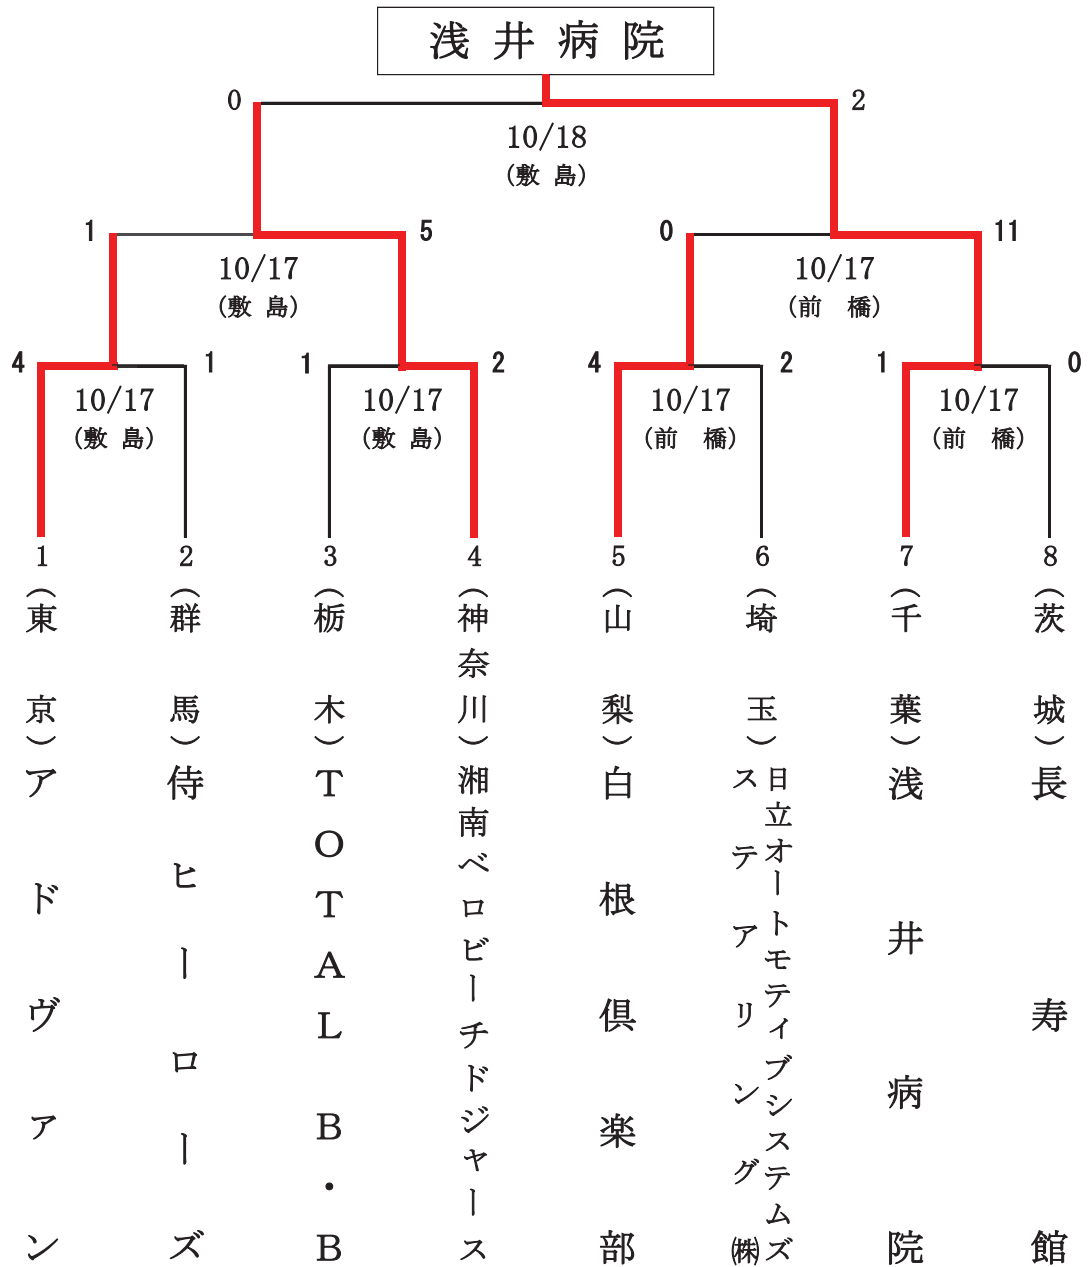 浅井病院
0
2
10/18
(敷 島)
1
5
0
11
10/17
(敷 島)
10/17
(前 橋)
4
1
1
2
4
2
1
0
10/17
(敷 島)
10/17
(敷 島)
10/17
(前 橋)
10/17
(前 橋)
1
(東京)
アドヴァン
2
(群馬)
侍ヒーローズ
3
(栃木)
TOTAL B・B
4
(神奈川)
湘南ベロビーチドジャース
5
(山梨)
白根倶楽部
6
(埼玉)
日立オートモティブシステムズ
ステアリング㈱
7
(千葉)
浅井病院
8
(茨城)
長寿館